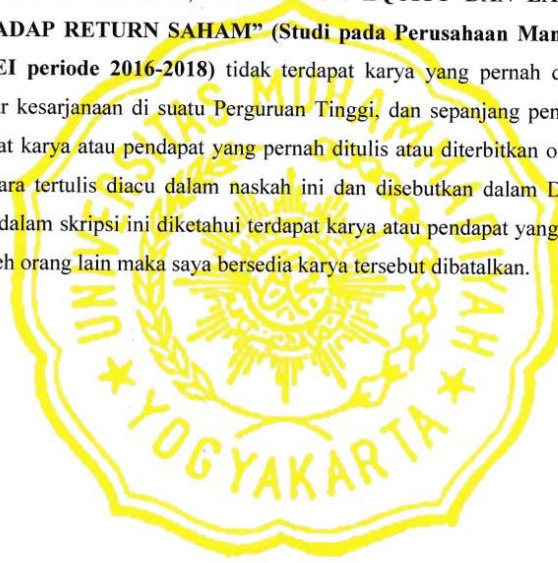 EI periode 2016-2018) tidak terdapat karya yang pernah
kesarjanaan di suatu Perguruan Tinggi, dan sepanjang
karya atau pendapat yang pernah ditulis atau diterbitkan
tertulis diacu dalam naskah ini dan disebutkan dalam
dalam skripsi ini diketahui terdapat karya atau pendapat yang
orang lain maka saya bersedia karya tersebut dibatalkan.
RETURN SAHAM” (Studi pada Perusahaan
UNIVERSITAS MUHAMMADIYAH
YOGYAKARTA